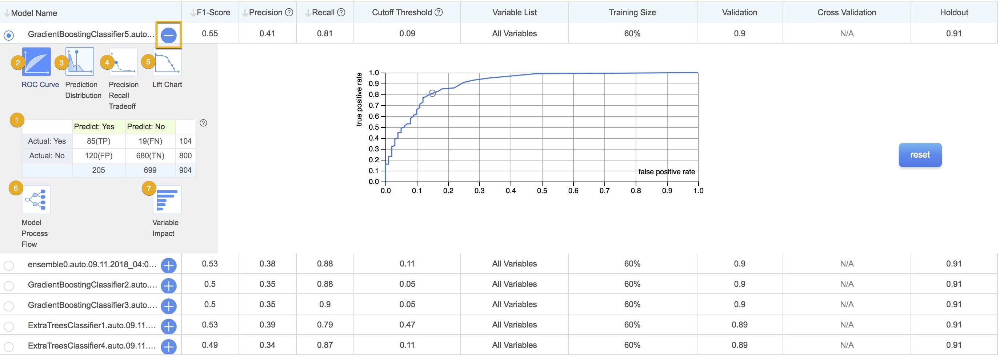 Model Name F1-Score Precision ? Recall ? Cutoff Threshold ? Variable List Training Size Validation Cross Validation Holdout
GradientBoostingClassifier5.auto... 0.55 0.41 0.81 0.09 All Variables 60% 0.9 N/A 0.91
2 3 4 5
ROC Curve Prediction Precision Lift Chart
Distribution Recall
Tradeoff
1 ?
Predict: Yes Predict: No
Actual: Yes 85(TP) 19(FN) 104
Actual: No 120(FP) 680(TN) 800
205 699 904
6 7
Model Variable
Process Impact
Flow
true positive rate
1.0
0.9
0.8
0.7
0.6
0.5
0.4
0.3
0.2
0.1
0.0
false positive rate
0.0 0.1 0.2 0.3 0.4 0.5 0.6 0.7 0.8 0.9 1.0
reset
ensemble0.auto.09.11.2018_04:0... 0.53 0.38 0.88 0.11 All Variables 60% 0.9 N/A 0.91
GradientBoostingClassifier2.auto.... 0.5 0.35 0.88 0.05 All Variables 60% 0.9 N/A 0.91
GradientBoostingClassifier3.auto.... 0.5 0.35 0.9 0.05 All Variables 60% 0.9 N/A 0.91
ExtraTreesClassifier1.auto.09.11.... 0.53 0.39 0.79 0.47 All Variables 60% 0.89 N/A 0.91
ExtraTreesClassifier4.auto.09.11.... 0.49 0.34 0.87 0.11 All Variables 60% 0.89 N/A 0.91